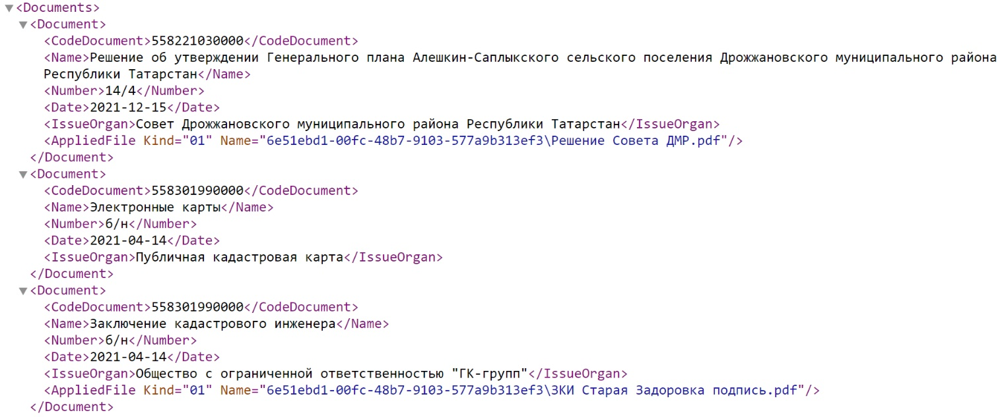 ▼<Documents>
▼<Document>
<CodeDocument>558221030000</CodeDocument>
<Name>Решение об утверждении Генерального плана Алешкин-Саплыкского сельского поселения Дрожжановского муниципального района
Республики Татарстан</Name>
<Number>14/4</Number>
<Date>2021-12-15</Date>
<IssueOrgan>Совет Дрожжановского муниципального района Республики Татарстан</IssueOrgan>
<AppliedFile Kind="01" Name="6e51ebd1-00fc-48b7-9103-577a9b313ef3\Решение Совета ДМР.pdf"/>
</Document>
▼<Document>
<CodeDocument>558301990000</CodeDocument>
<Name>Электронные карты</Name>
<Number>б/н</Number>
<Date>2021-04-14</Date>
<IssueOrgan>Публичная кадастровая карта</IssueOrgan>
</Document>
▼<Document>
<CodeDocument>558301990000</CodeDocument>
<Name>Заключение кадастрового инженера</Name>
<Number>б/н</Number>
<Date>2021-04-14</Date>
<IssueOrgan>Общество с ограниченной ответственностью "ГК-групп"</IssueOrgan>
<AppliedFile Kind="01" Name="6e51ebd1-00fc-48b7-9103-577a9b313ef3\ЗКИ Старая Задоровка подпись.pdf"/>
</Document>